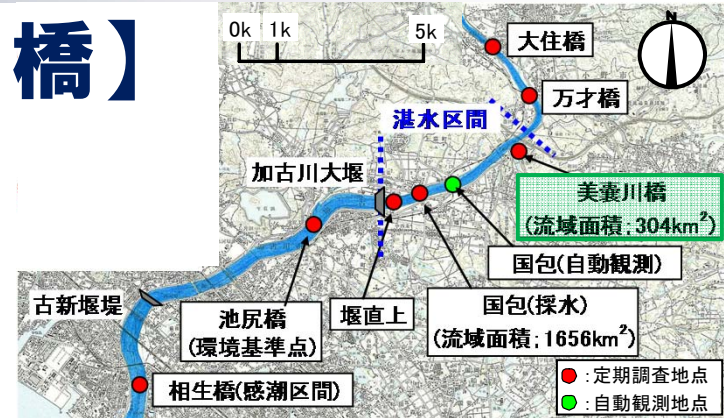 橋】
0k 1k 5k
N
大住橋
万才橋
湛水区間
加古川大堰
美嚢川橋
(流域面積;304km²)
国包(自動観測)
古新堰堤
池尻橋
(環境基準点)
堰直上
国包(採水)
(流域面積;1656km²)
相生橋(感潮区間)
:定期調査地点
:自動観測地点